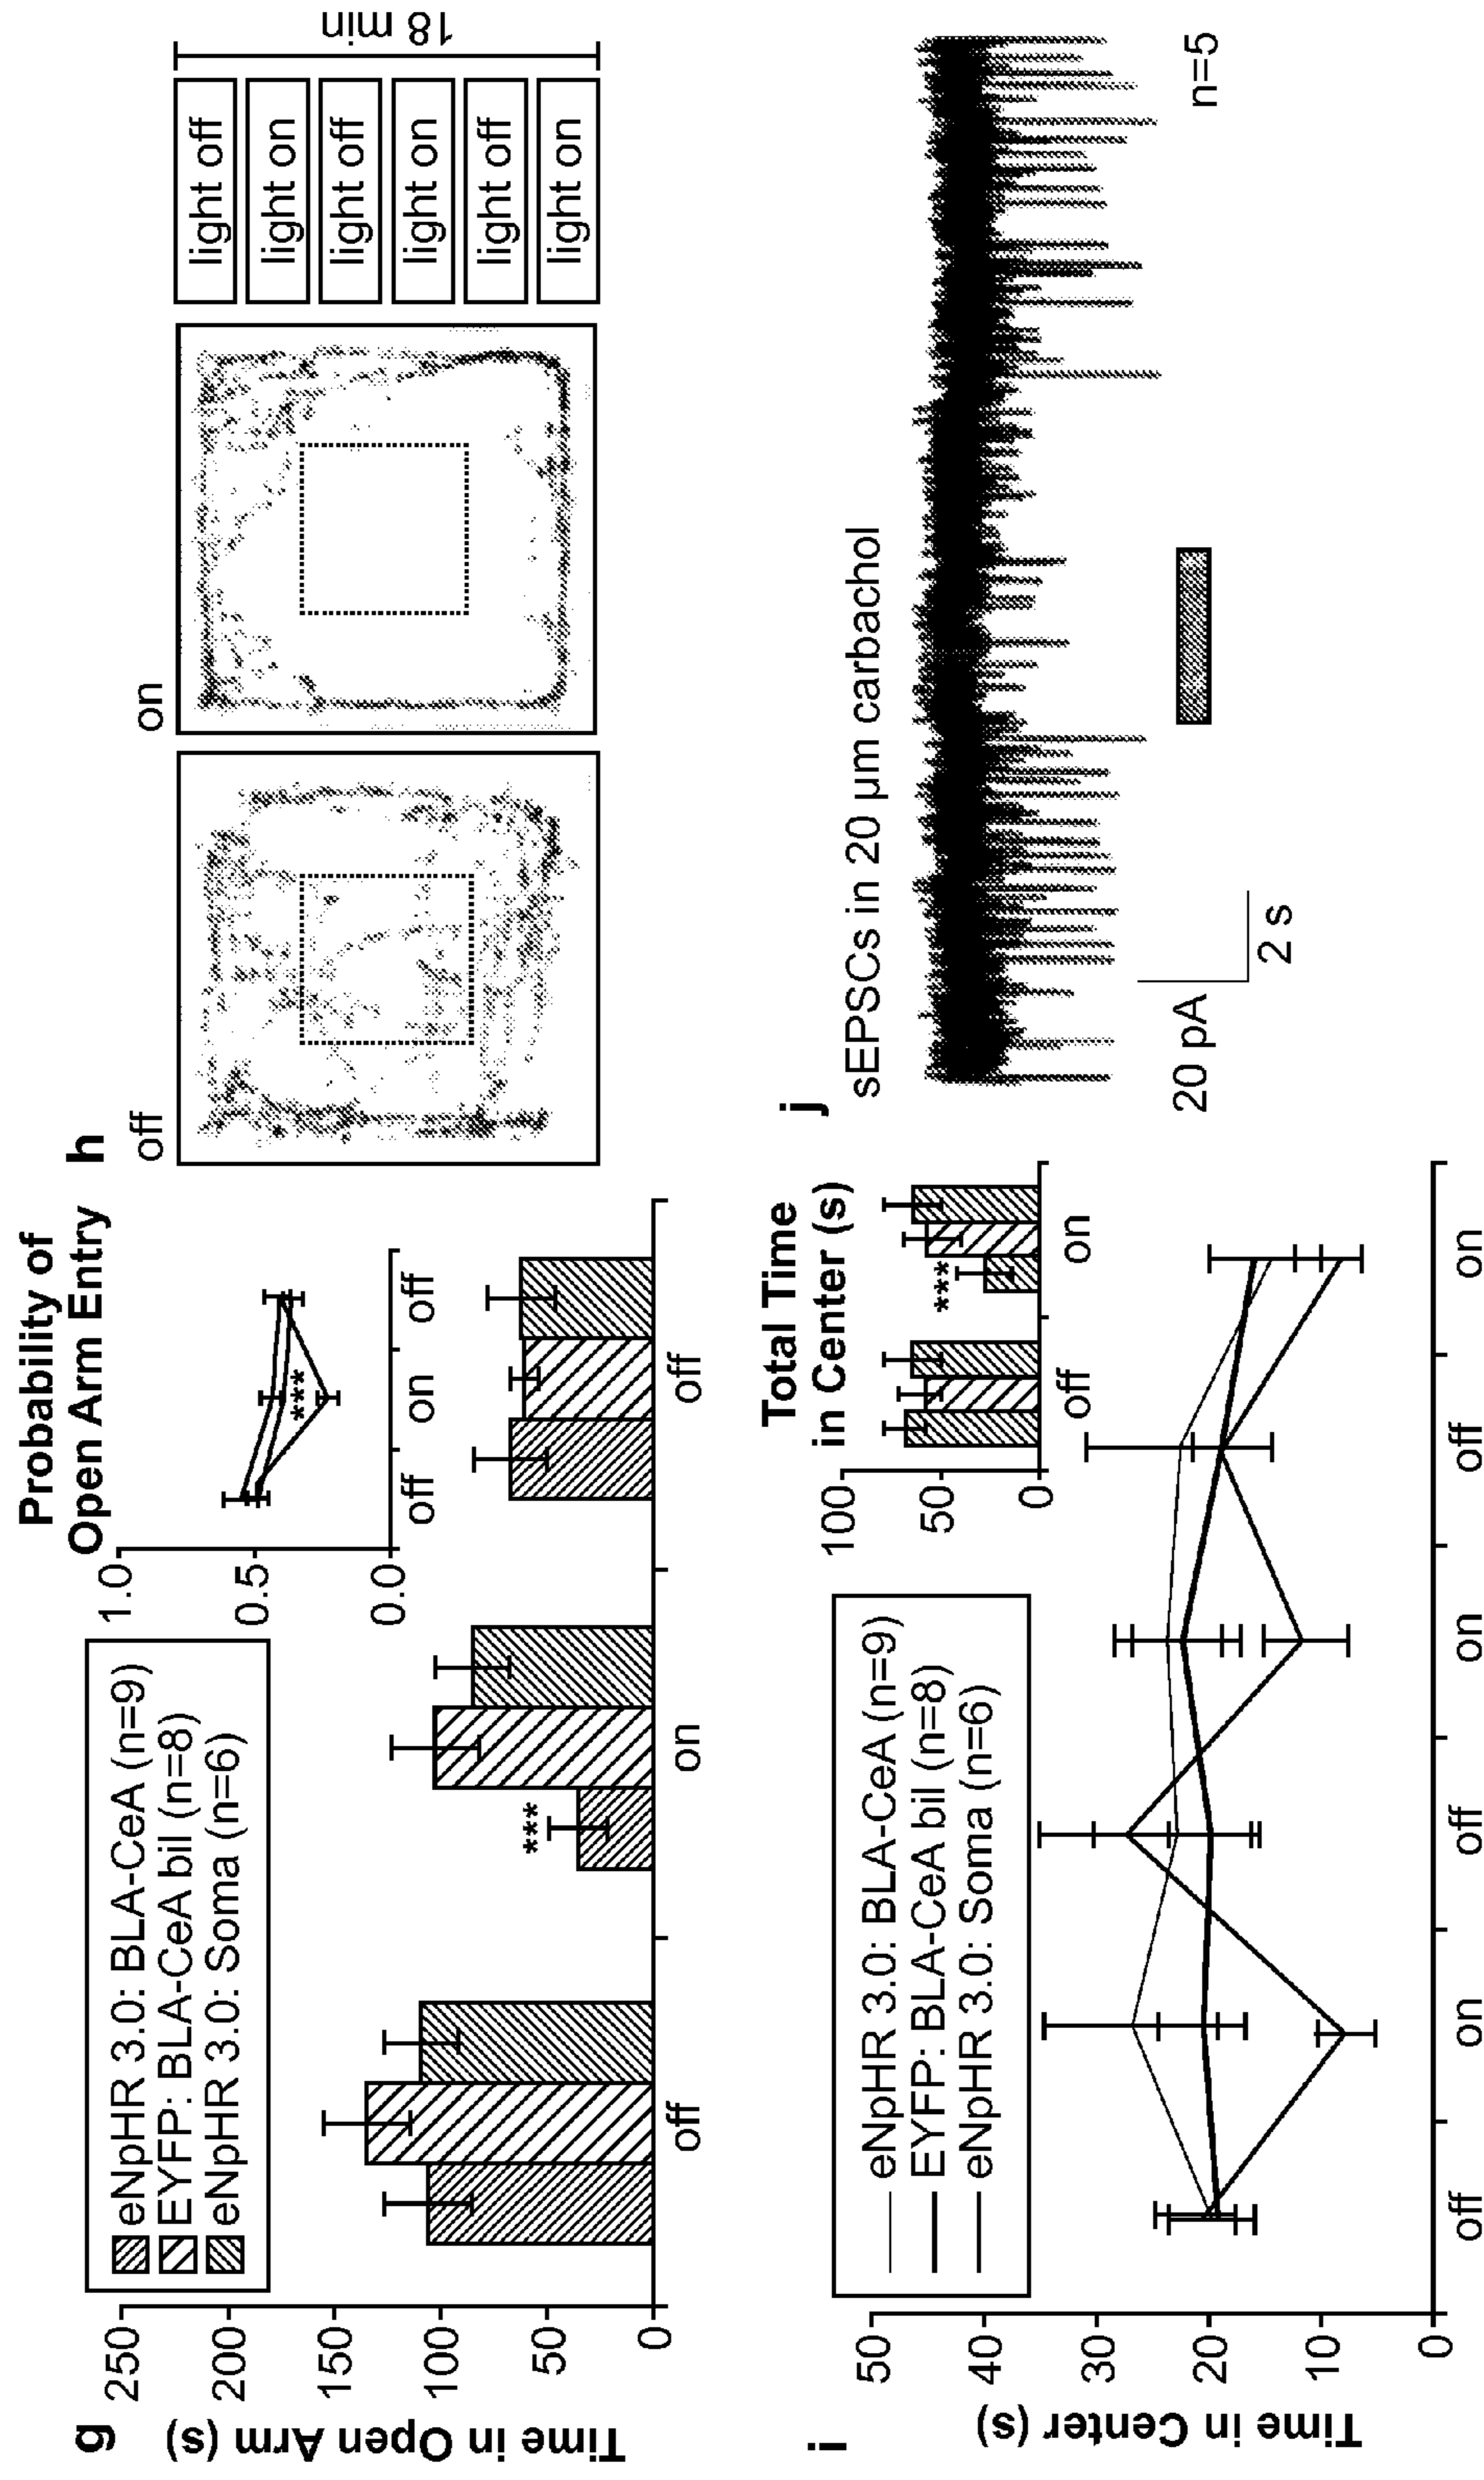 g
Time in Open Arm (s)
250
200
150
100
50
0
eNpHR 3.0: BLA-CeA (n=9)
EYFP: BLA-CeA bil (n=8)
eNpHR 3.0: Soma (n=6)
***
off
on
off
Probability of
Open Arm Entry
1.0
0.5
0.0
***
off
on
off
h
off
on
light off
light on
light off
light on
light off
light on
18 min
i
Time in Center (s)
50
40
30
20
10
0
eNpHR 3.0: BLA-CeA (n=9)
EYFP: BLA-CeA bil (n=8)
eNpHR 3.0: Soma (n=6)
off
on
off
on
off
on
Total Time
in Center (s)
100
50
0
***
off
on
j
sEPSCs in 20 µm carbachol
20 pA
2 s
n=5